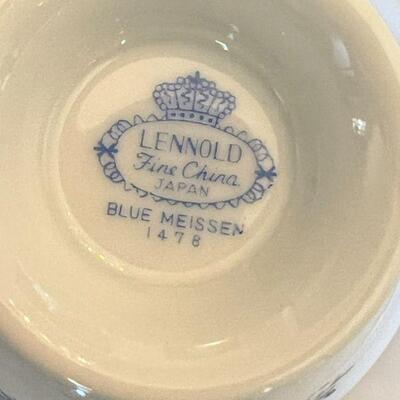 LENNOLD
Fine China
JAPAN
BLUE MEISSEN
1478